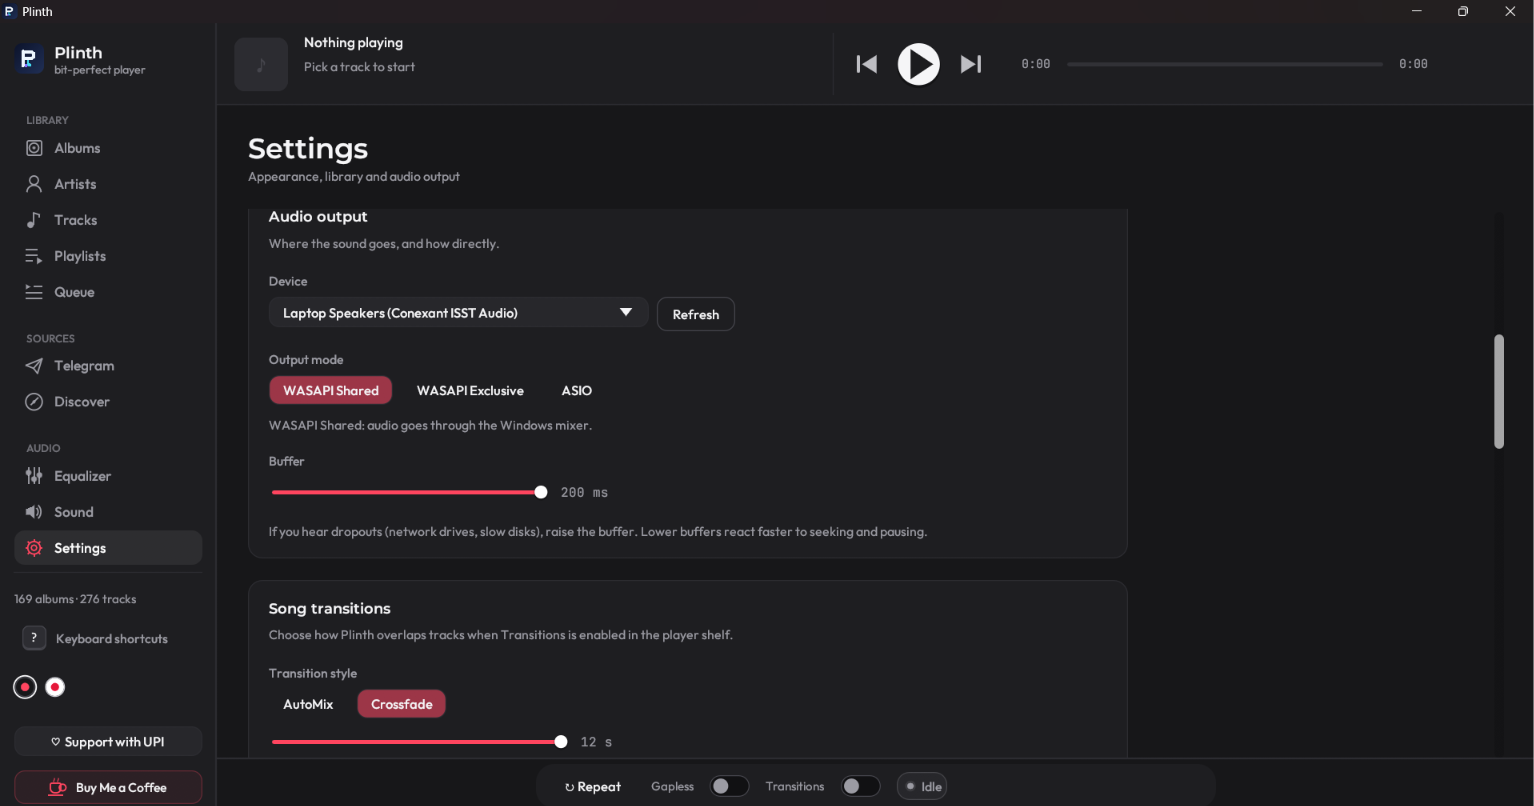 Plinth
Plinth
bit-perfect player
LIBRARY
Albums
Artists
Tracks
Playlists
Queue
SOURCES
Telegram
Discover
AUDIO
Equalizer
Sound
Settings
169 albums · 276 tracks
? Keyboard shortcuts
♡ Support with UPI
Buy Me a Coffee
Nothing playing
Pick a track to start
0:00 0:00
Settings
Appearance, library and audio output
Audio output
Where the sound goes, and how directly.
Device
Laptop Speakers (Conexant ISST Audio) Refresh
Output mode
WASAPI Shared WASAPI Exclusive ASIO
WASAPI Shared: audio goes through the Windows mixer.
Buffer
200 ms
If you hear dropouts (network drives, slow disks), raise the buffer. Lower buffers react faster to seeking and pausing.
Song transitions
Choose how Plinth overlaps tracks when Transitions is enabled in the player shelf.
Transition style
AutoMix Crossfade
12 s
↻ Repeat Gapless Transitions Idle